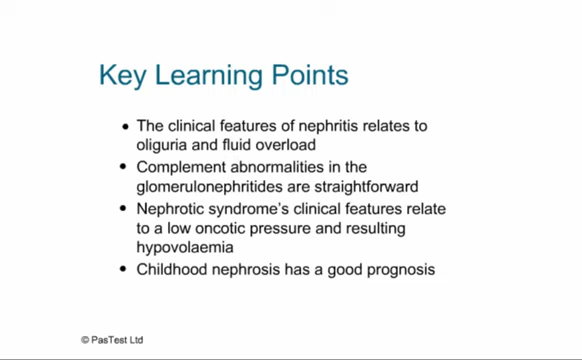 Key Learning Points
• The clinical features of nephritis relates to
oliguria and fluid overload
• Complement abnormalities in the
glomerulonephritides are straightforward
• Nephrotic syndrome's clinical features relate
to a low oncotic pressure and resulting
hypovolaemia
• Childhood nephrosis has a good prognosis
© PasTest Ltd